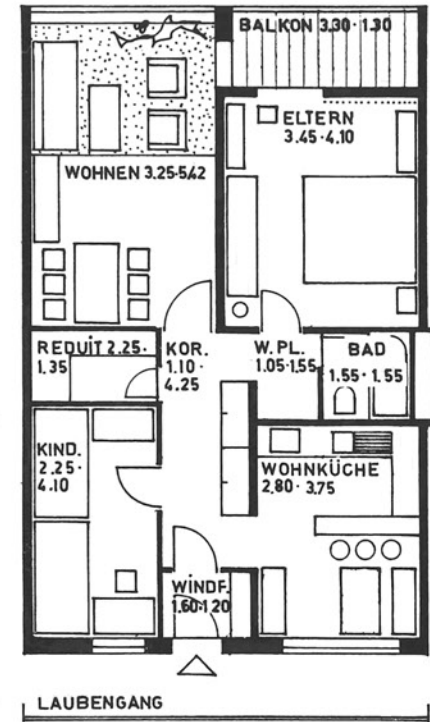 BALKON 3.30 · 1.30
ELTERN
3.45 · 4.10
WOHNEN 3.25·5.42
REDUiT 2.25 ·
1.35
KOR.
1.10 ·
4.25
W. PL.
1.05·1.55
BAD
1.55 · 1.55
KIND.
2.25 ·
4.10
WOHNKÜCHE
2.80 · 3.75
WiNDF.
1.60·1.20
LAUBENGANG